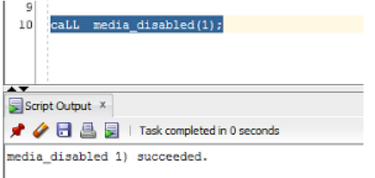 9
10 caLL media_disabled(1);
Script Output x
Task completed in 0 seconds
media_disabled 1) succeeded.